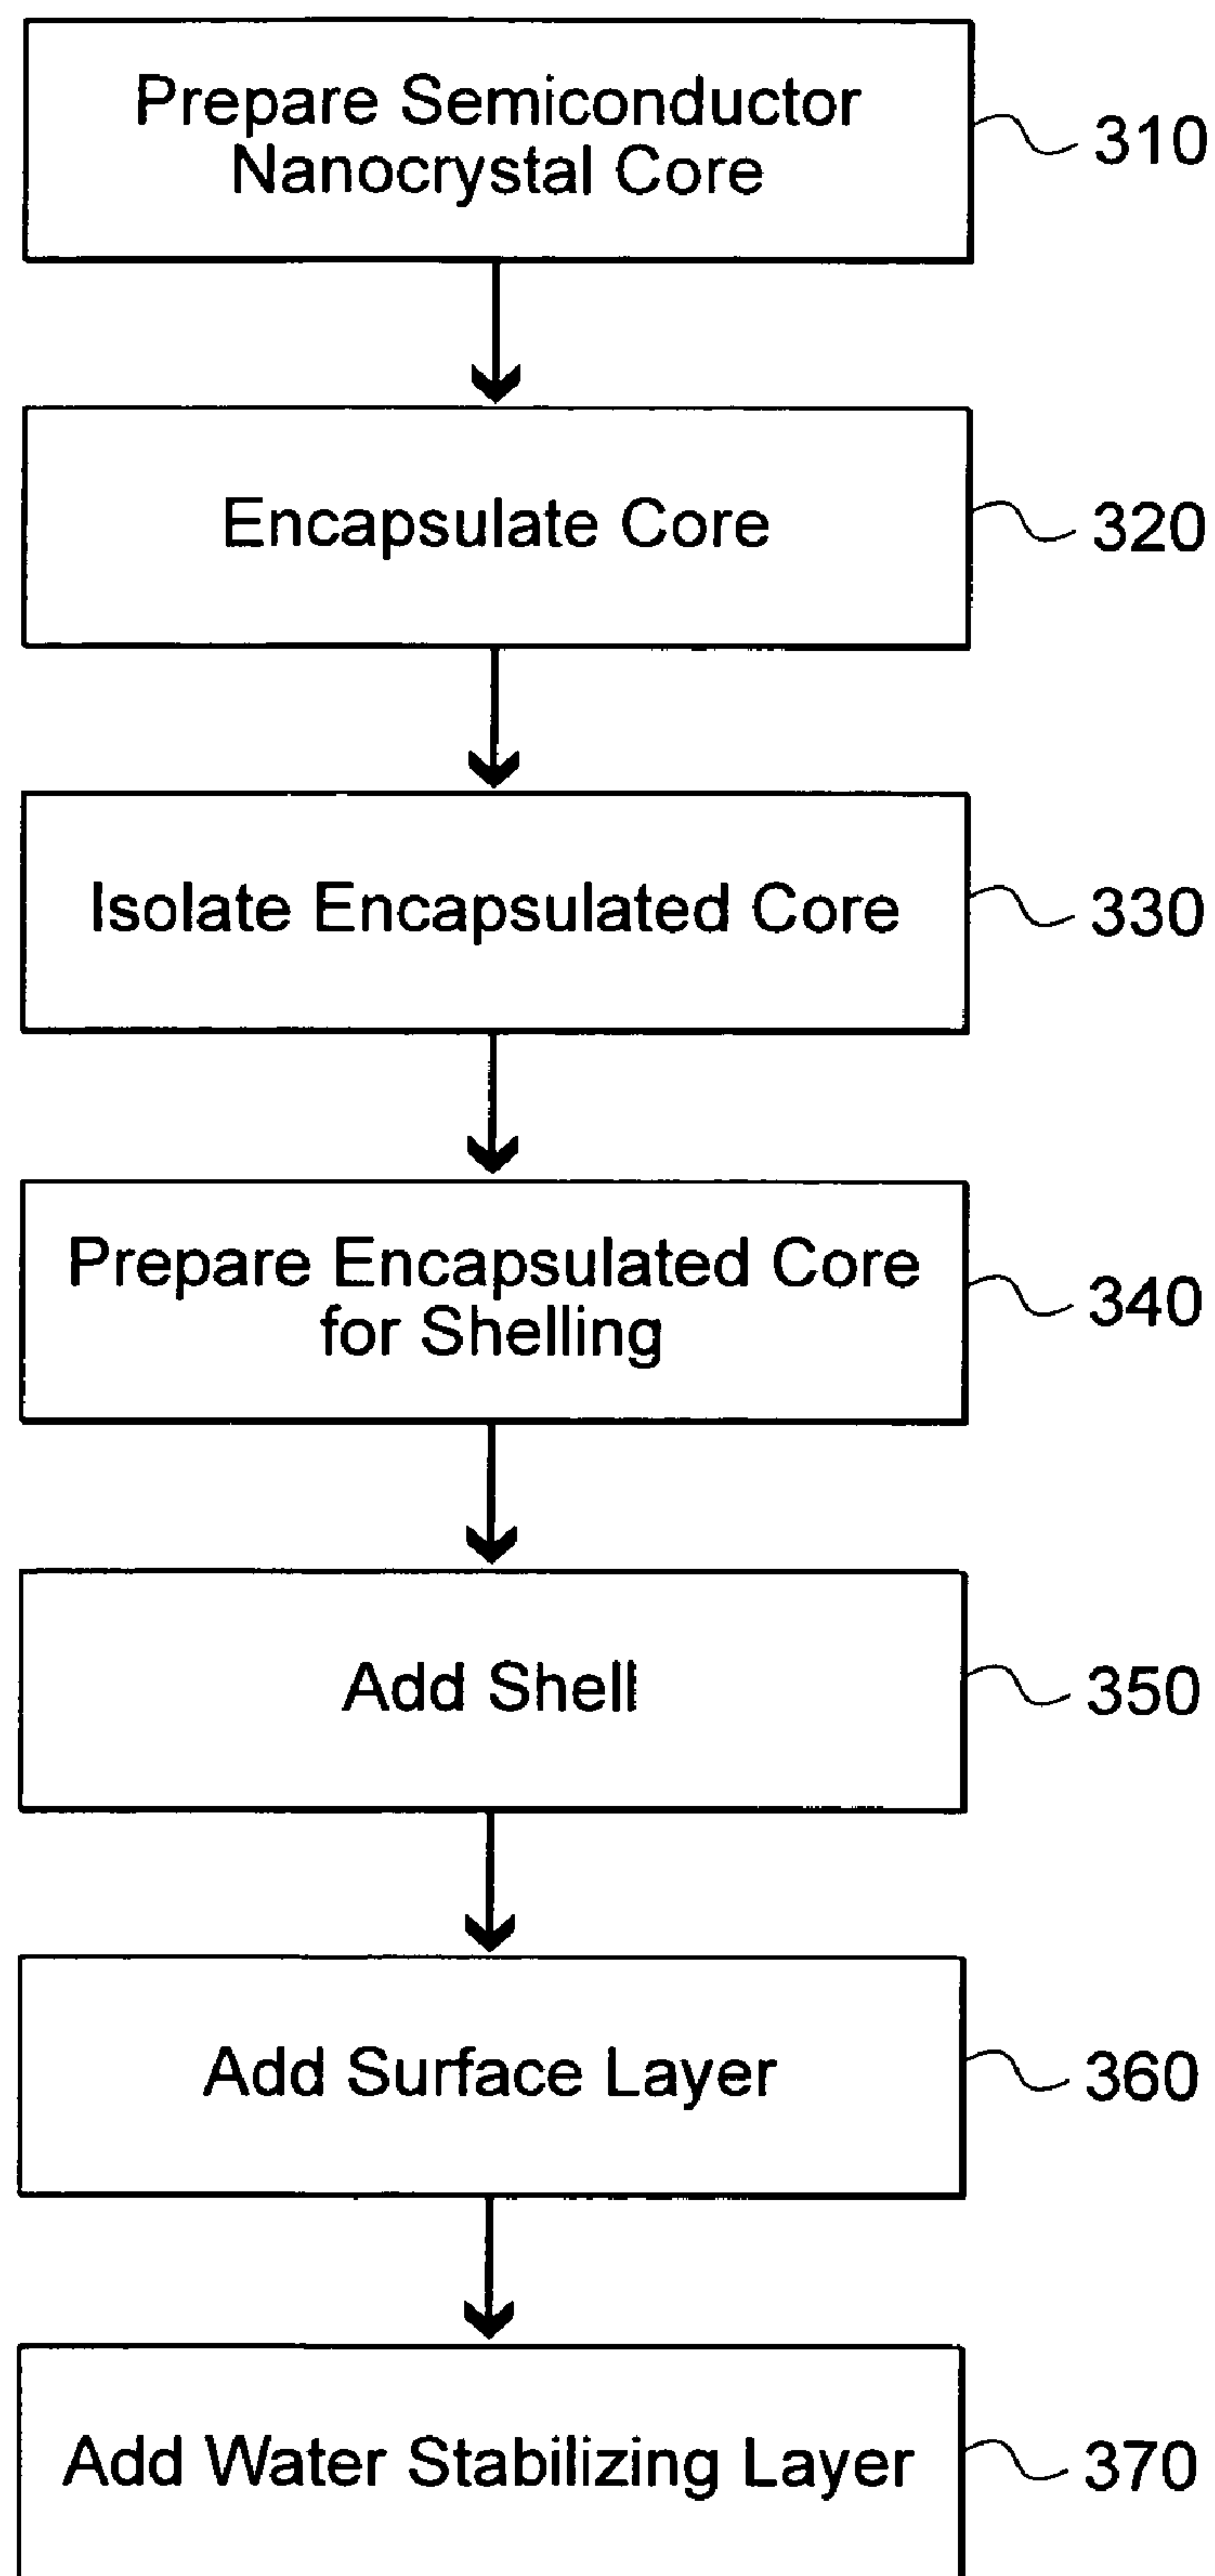 Prepare Semiconductor
Nanocrystal Core
310
Encapsulate Core
320
Isolate Encapsulated Core
330
Prepare Encapsulated Core
for Shelling
340
Add Shell
350
Add Surface Layer
360
Add Water Stabilizing Layer
370